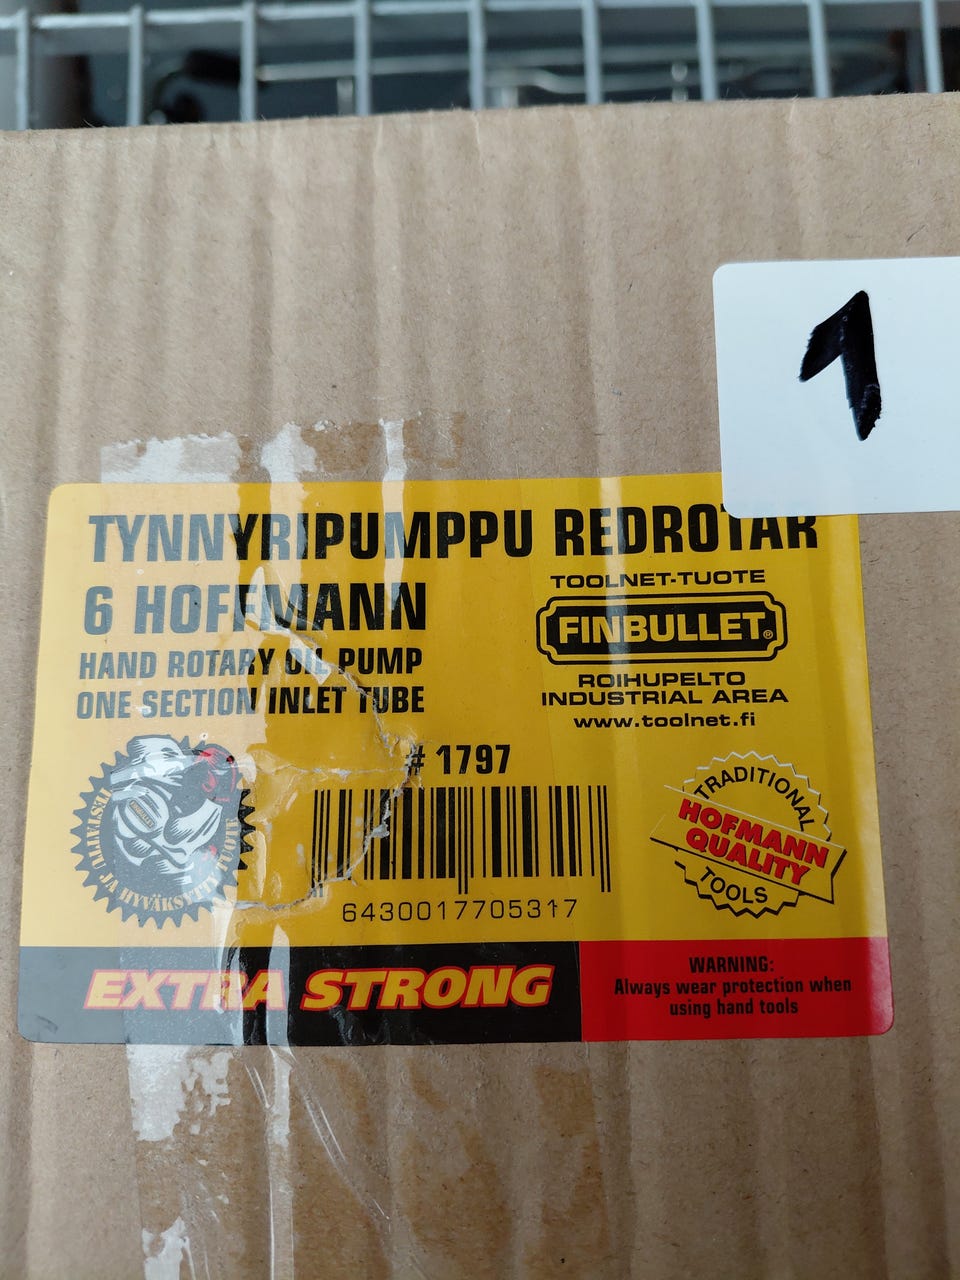 1
TYNNYRIPUMPPU REDROTAR
6 HOFFMANN
HAND ROTARY OIL PUMP
ONE SECTION INLET TUBE
TOOLNET-TUOTE
FINBULLET®
ROIHUPELTO
INDUSTRIAL AREA
www.toolnet.fi
# 1797
6430017705317
FINBULLET
TESTATTU JA HYVÄKSYTTY TUOTE
TRADITIONAL
HOFMANN
QUALITY
TOOLS
EXTRA STRONG
WARNING:
Always wear protection when
using hand tools